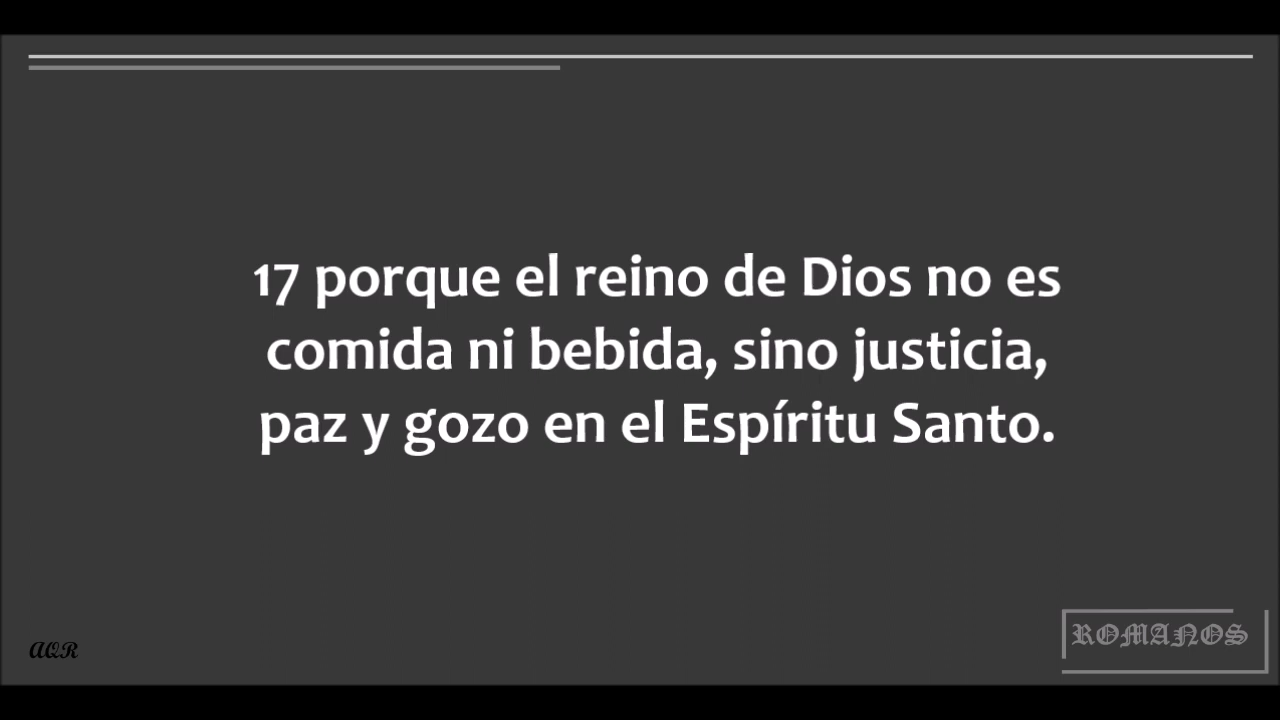 17 porque el reino de Dios no es
comida ni bebida, sino justicia,
paz y gozo en el Espíritu Santo.
AQR
ROMANOS